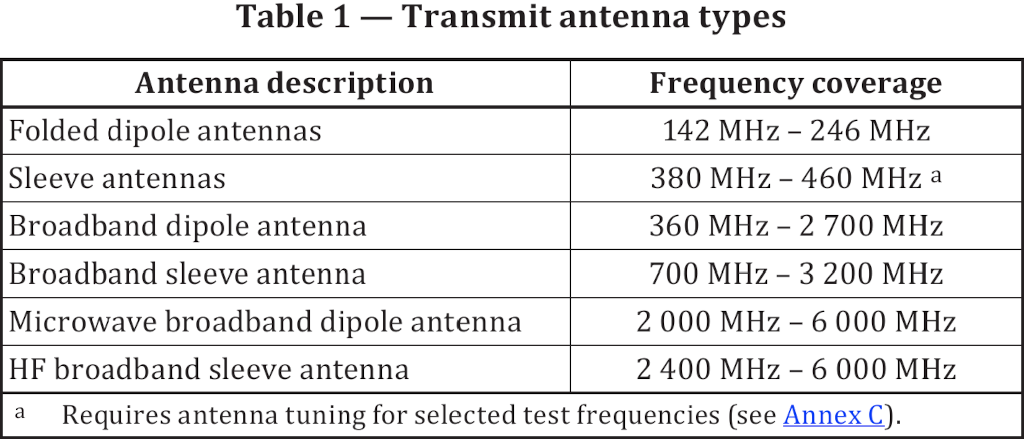 Table 1 — Transmit antenna types
Antenna description Frequency coverage
Folded dipole antennas 142 MHz – 246 MHz
Sleeve antennas 380 MHz – 460 MHz a
Broadband dipole antenna 360 MHz – 2 700 MHz
Broadband sleeve antenna 700 MHz – 3 200 MHz
Microwave broadband dipole antenna 2 000 MHz – 6 000 MHz
HF broadband sleeve antenna 2 400 MHz – 6 000 MHz
a Requires antenna tuning for selected test frequencies (see Annex C).